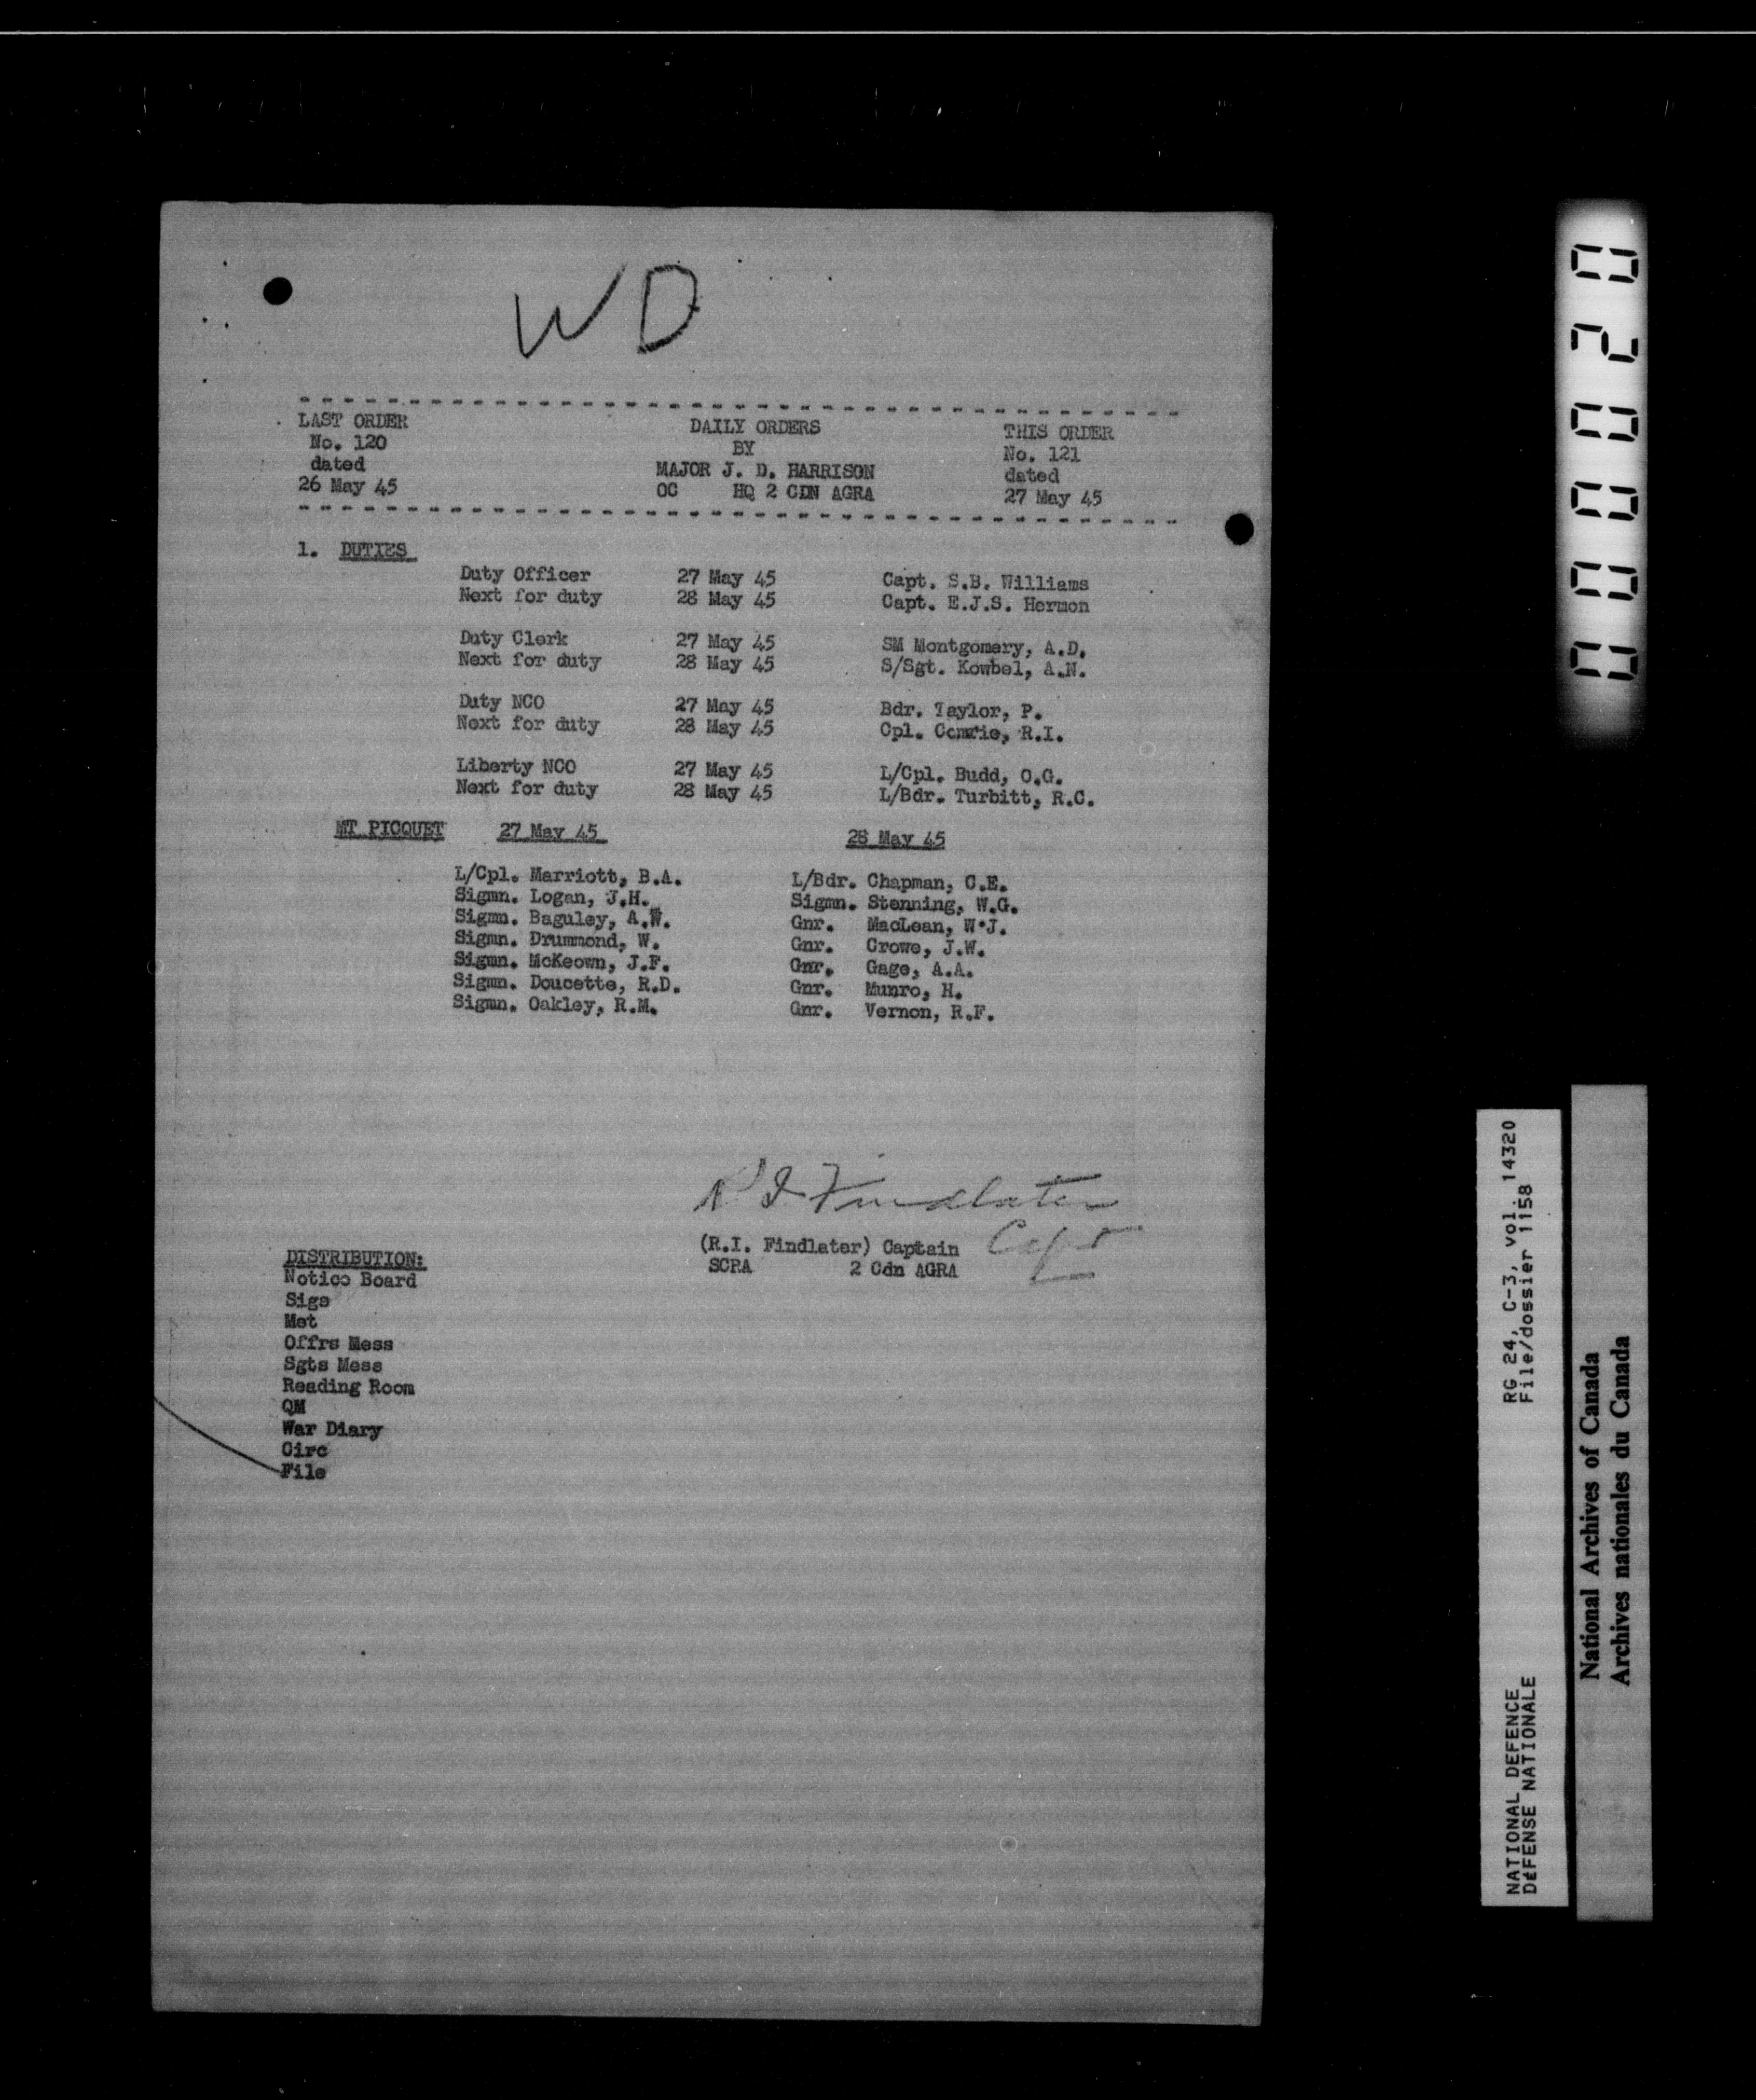 WD
LAST ORDER DAILY ORDERS THIS ORDER
No. 120 BY No. 121
dated MAJOR J. D. HARRISON dated
26 May 45 OC HQ 2 CDN AGRA 27 May 45
1. DUTIES
Duty Officer 27 May 45 Capt. S.B. Williams
Next for duty 28 May 45 Capt. E.J.S. Hermon
Duty Clerk 27 May 45 SM Montgomery, A.D.
Next for duty 28 May 45 S/Sgt. Kowbel, A.N.
Duty NCO 27 May 45 Bdr. Taylor, P.
Next for duty 28 May 45 Cpl. Comrie, R.I.
Liberty NCO 27 May 45 L/Cpl. Budd, O.G.
Next for duty 28 May 45 L/Bdr. Turbitt, R.C.
MT PICQUET 27 May 45 28 May 45
L/Cpl. Marriott, B.A. L/Bdr. Chapman, C.E.
Sigmn. Logan, J.H. Sigmn. Stenning, W.G.
Sigmn. Baguley, A.W. Gnr. MacLean, W.J.
Sigmn. Drummond, W. Gnr. Crowe, J.W.
Sigmn. McKeown, J.F. Gnr. Gage, A.A.
Sigmn. Doucette, R.D. Gnr. Munro, H.
Sigmn. Oakley, R.M. Gnr. Vernon, R.F.
R I Findlater
Capt
(R.I. Findlater) Captain
SCRA 2 Cdn AGRA
DISTRIBUTION:
Notice Board
Sigs
Met
Offrs Mess
Sgts Mess
Reading Room
QM
War Diary
Circ
File
000020
NATIONAL DEFENCE RG 24, C-3, vol. 14320
DéFENSE NATIONALE File/dossier 1158
National Archives of Canada
Archives nationales du Canada